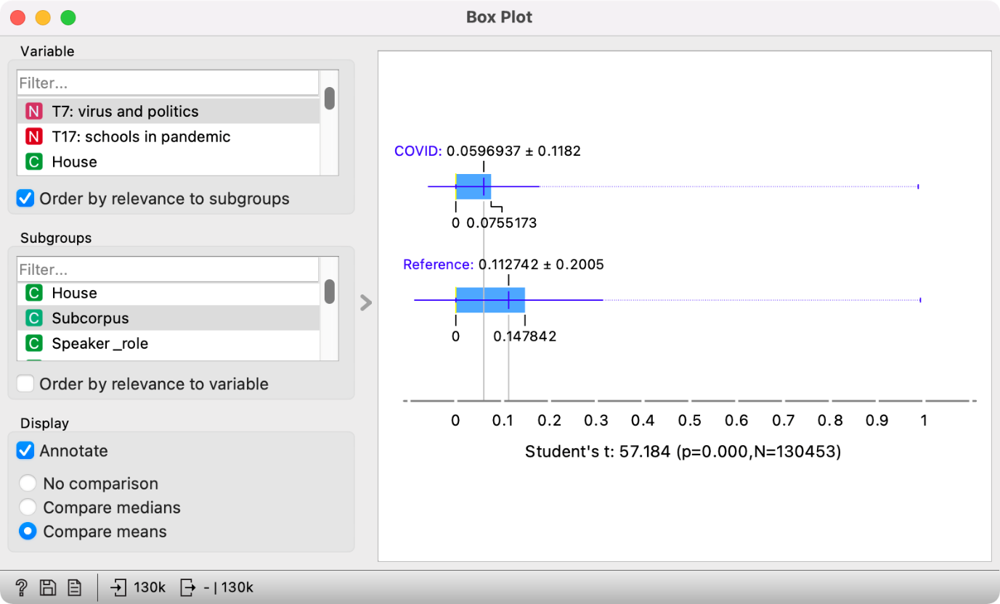 Box Plot
Variable
Filter...
N T7: virus and politics
N T17: schools in pandemic
C House
Order by relevance to subgroups
Subgroups
Filter...
C House
C Subcorpus
C Speaker _role
Order by relevance to variable
Display
Annotate
No comparison
Compare medians
Compare means
COVID: 0.0596937 ± 0.1182
0 0.0755173
Reference: 0.112742 ± 0.2005
0 0.147842
0 0.1 0.2 0.3 0.4 0.5 0.6 0.7 0.8 0.9 1
Student's t: 57.184 (p=0.000,N=130453)
? 130k - | 130k